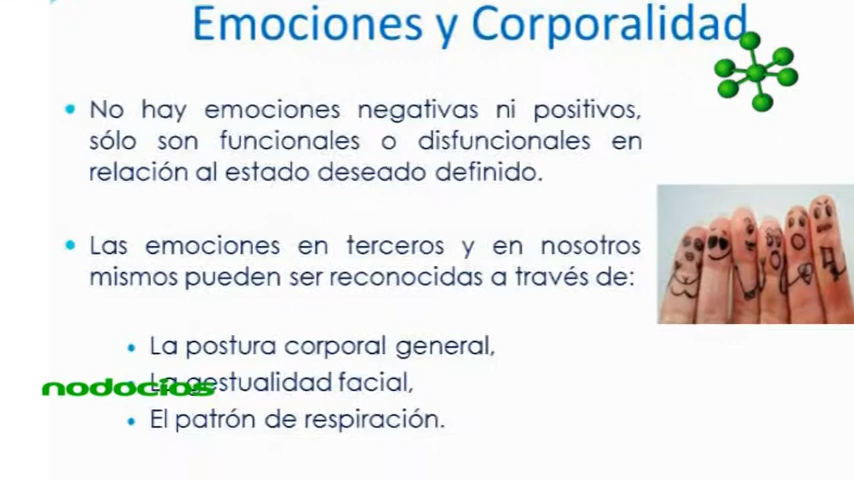 Emociones y Corporalidad
No hay emociones negativas ni positivos,
sólo son funcionales o disfuncionales en
relación al estado deseado definido.
Las emociones en terceros y en nosotros
mismos pueden ser reconocidas a través de:
La postura corporal general,
La gestualidad facial,
nodocios
El patrón de respiración.